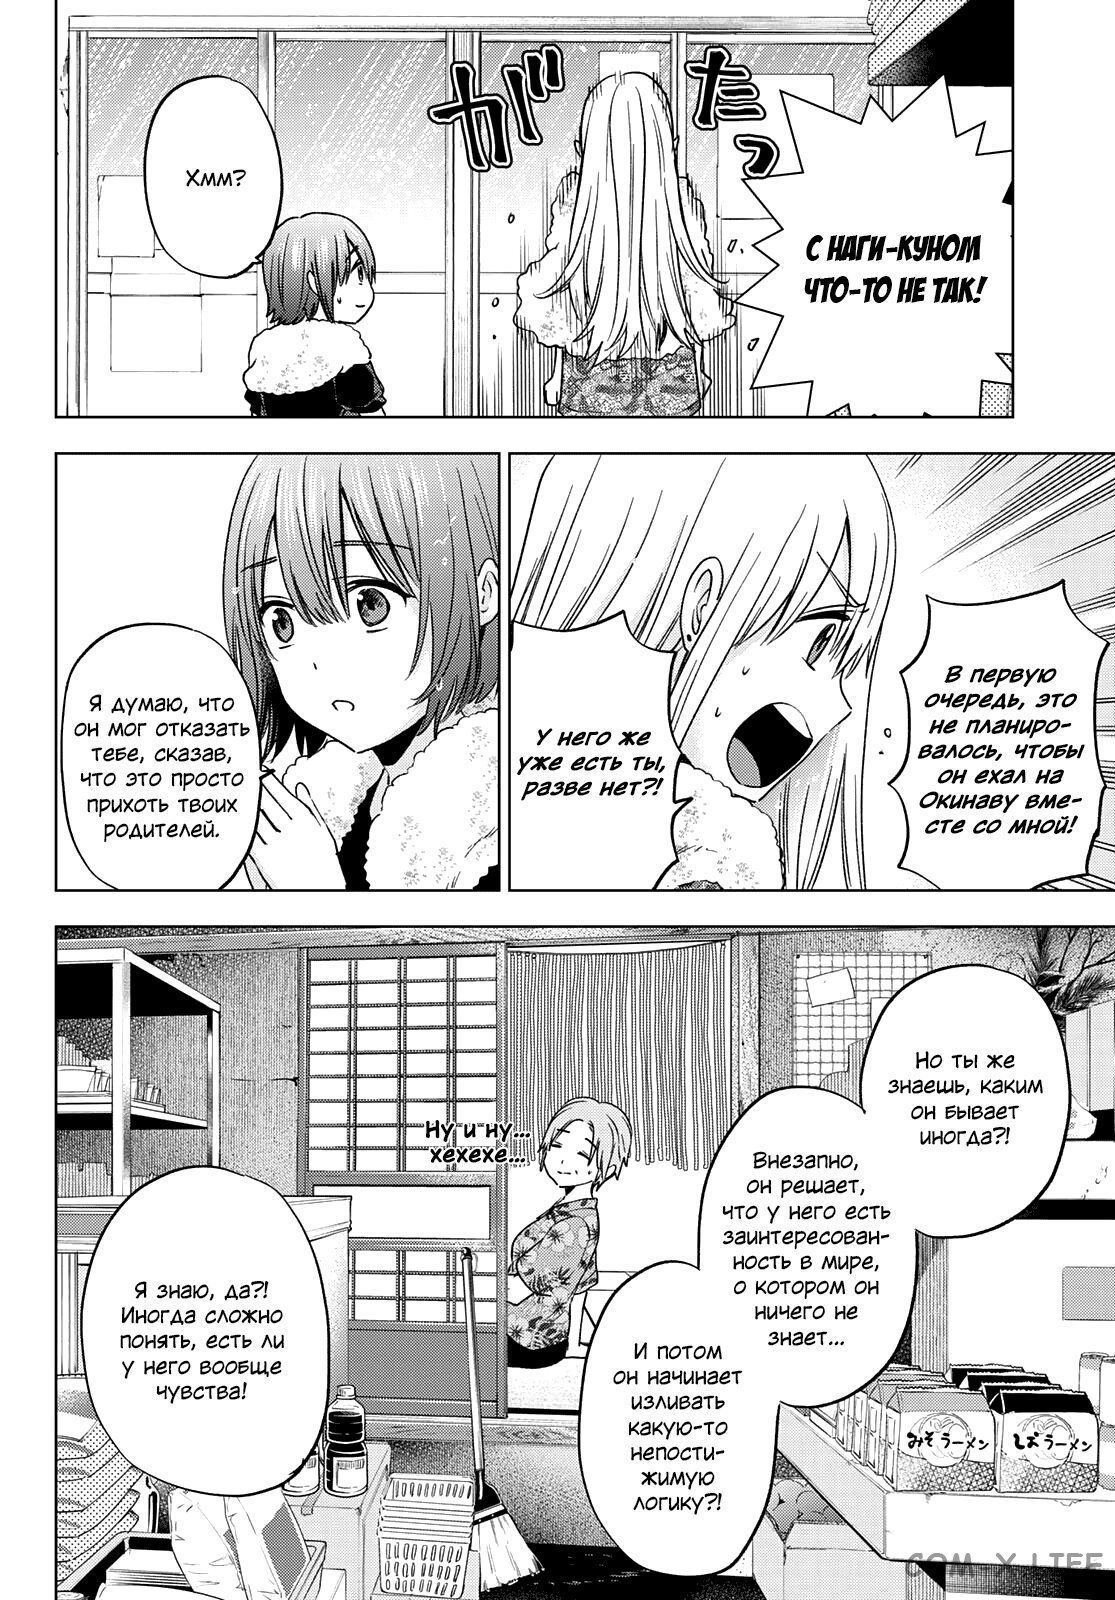 С НАГИ-КУНОМ
ЧТО-ТО НЕ ТАК!
ガタッ
Хмм?
В первую
очередь, это
не планиро-
валось, чтобы
он ехал на
Окинаву вме-
сте со мной!
У него же
уже есть ты,
разве нет?!
Я думаю, что
он мог отказать
тебе, сказав,
что это просто
прихоть твоих
родителей.
Но ты же
знаешь, каким
он бывает
иногда?!
Внезапно,
он решает,
что у него есть
заинтересован-
ность в мире,
о котором он
ничего не
знает...
И потом
он начинает
изливать
какую-то
непости-
жимую
логику?!
Ну и ну...
хехехе...
Я знаю, да?!
Иногда сложно
понять, есть ли
у него вообще
чувства!
みそラーメン
しおラーメン
COM-X.LIFE